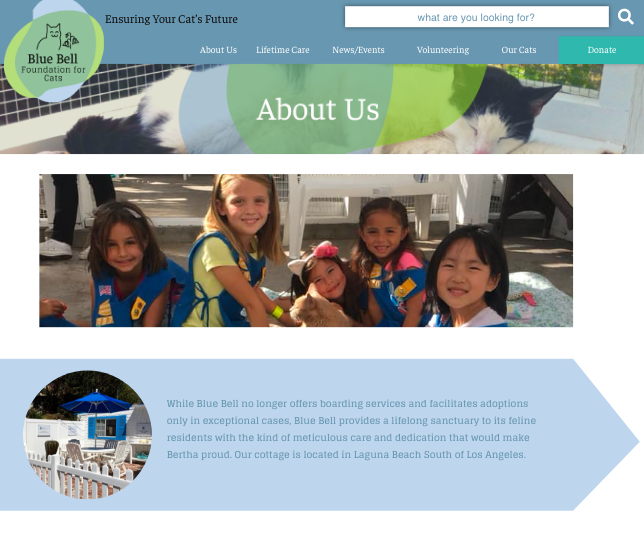 Ensuring Your Cat's Future
what are you looking for?
Blue Bell
Foundation for
Cats
About Us
Lifetime Care
News/Events
Volunteering
Our Cats
Donate
About Us
While Blue Bell no longer offers boarding services and facilitates adoptions
only in exceptional cases, Blue Bell provides a lifelong sanctuary to its feline
residents with the kind of meticulous care and dedication that would make
Bertha proud. Our cottage is located in Laguna Beach South of Los Angeles.